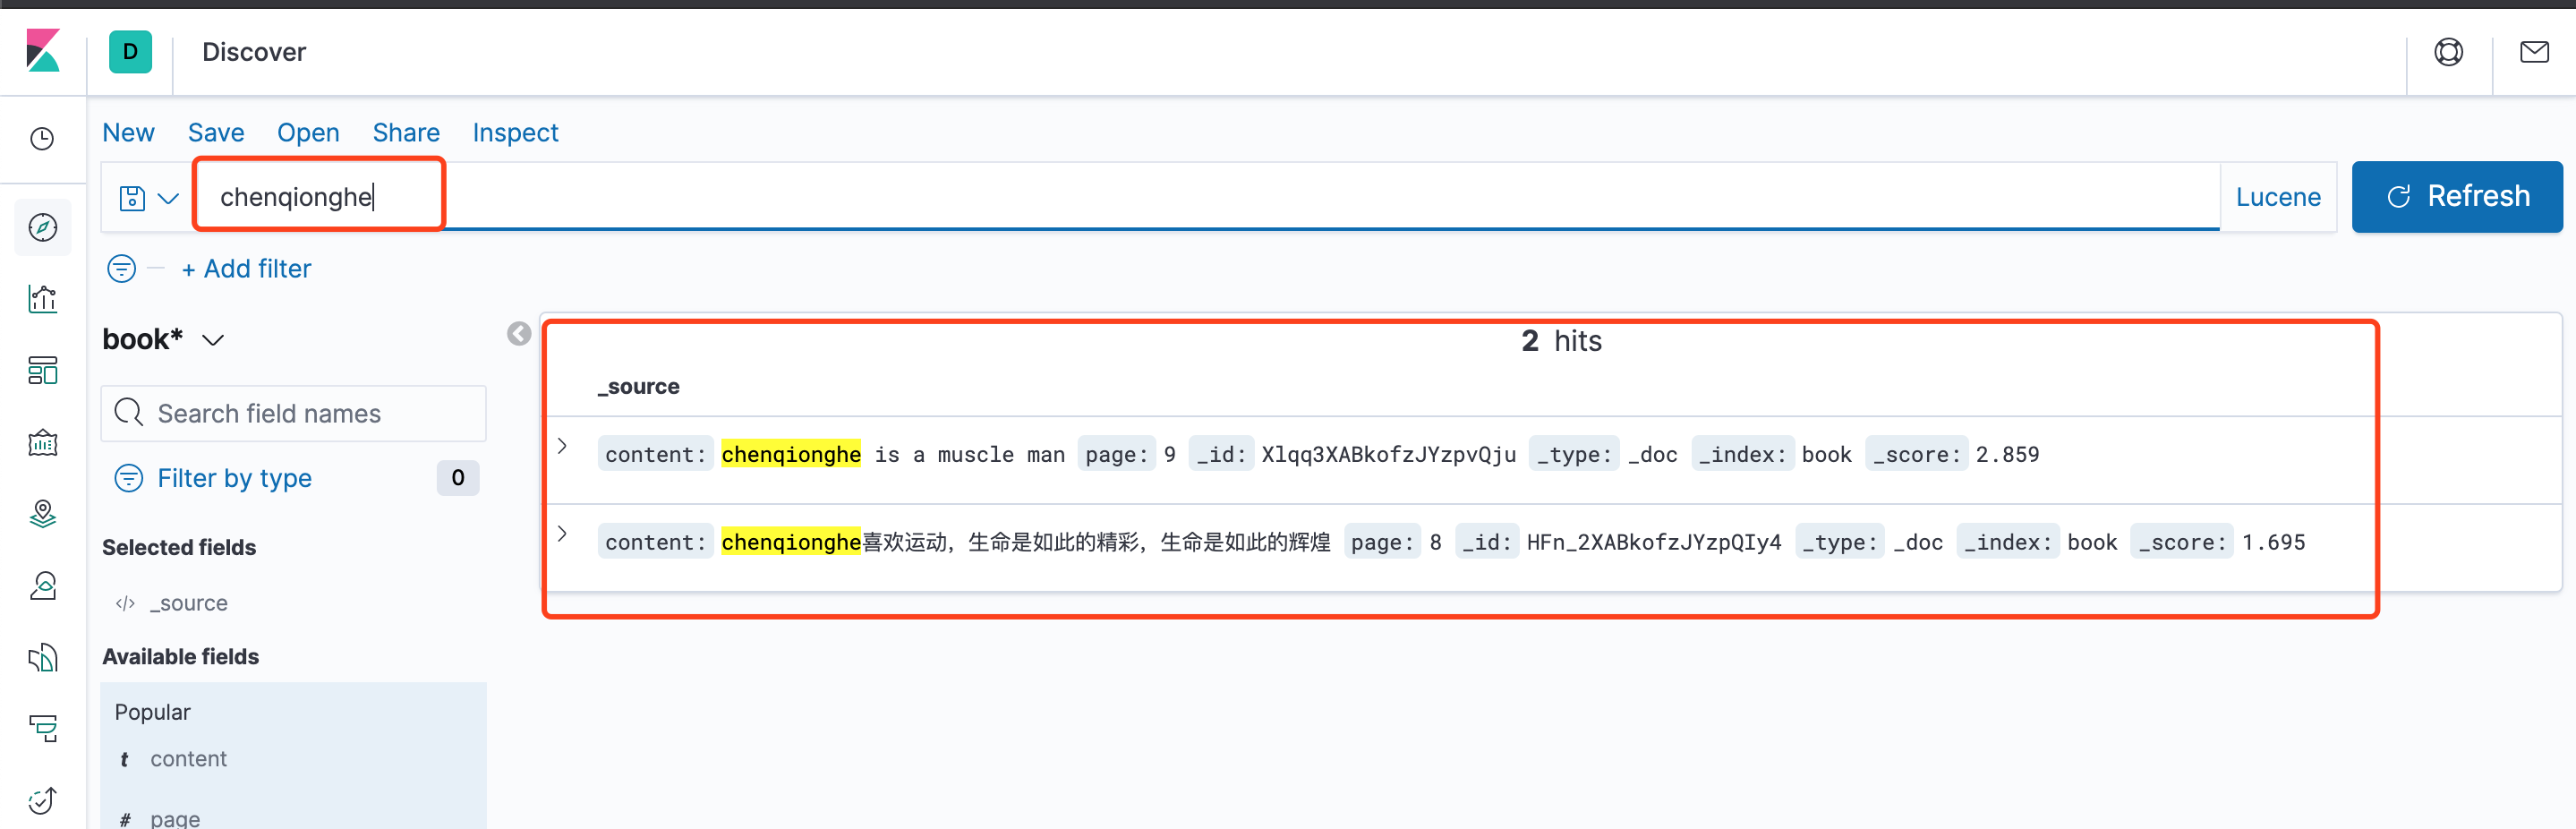 D Discover
New Save Open Share Inspect
chenqionghe Lucene Refresh
+ Add filter
book*
2 hits
Search field names
_source
Filter by type 0
content: chenqionghe is a muscle man page: 9 _id: Xlqq3XABkofzJYzpvQju _type: _doc _index: book _score: 2.859
content: chenqionghe喜欢运动，生命是如此的精彩，生命是如此的辉煌 page: 8 _id: HFn_2XABkofzJYzpQIy4 _type: _doc _index: book _score: 1.695
Selected fields
</> _source
Available fields
Popular
t content
# page